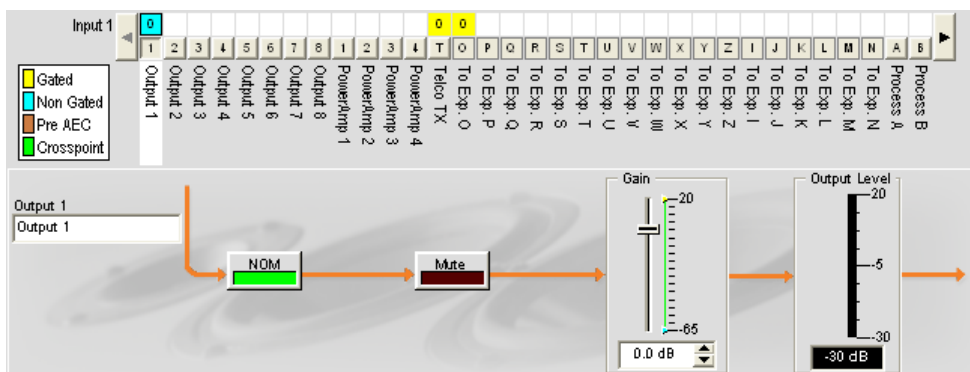 Input 1
0 0 0
1 2 3 4 5 6 7 8 1 2 3 4 T O P Q R S T U V W X Y Z I J K L M N A B
Output 1
Output 2
Output 3
Output 4
Output 5
Output 6
Output 7
Output 8
PowerAmp 1
PowerAmp 2
PowerAmp 3
PowerAmp 4
Telco TX
To Exp. O
To Exp. P
To Exp. Q
To Exp. R
To Exp. S
To Exp. T
To Exp. U
To Exp. V
To Exp. W
To Exp. X
To Exp. Y
To Exp. Z
To Exp. I
To Exp. J
To Exp. K
To Exp. L
To Exp. M
To Exp. N
Process A
Process B
Gated
Non Gated
Pre AEC
Crosspoint
Output 1
Output 1
NOM
Mute
Gain
20
-65
0.0 dB
Output Level
20
-5
-30
-30 dB